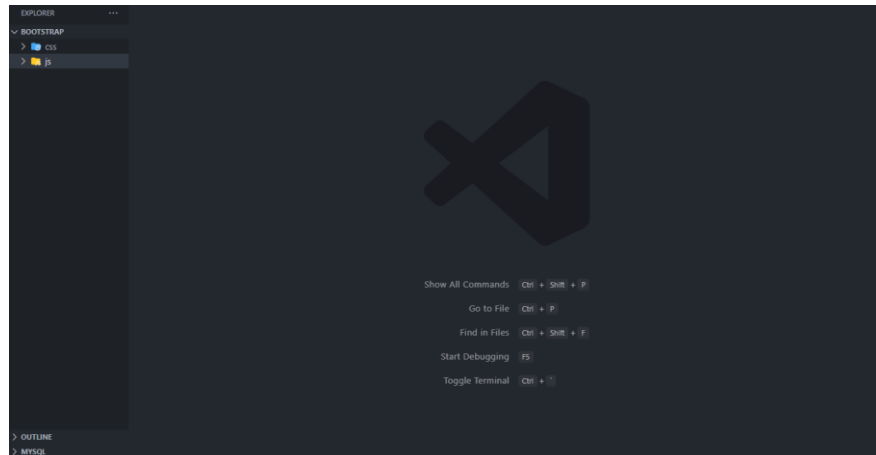 EXPLORER ...
BOOTSTRAP
css
js
Show All Commands Ctrl + Shift + P
Go to File Ctrl + P
Find in Files Ctrl + Shift + F
Start Debugging F5
Toggle Terminal Ctrl + `
OUTLINE
MYSQL